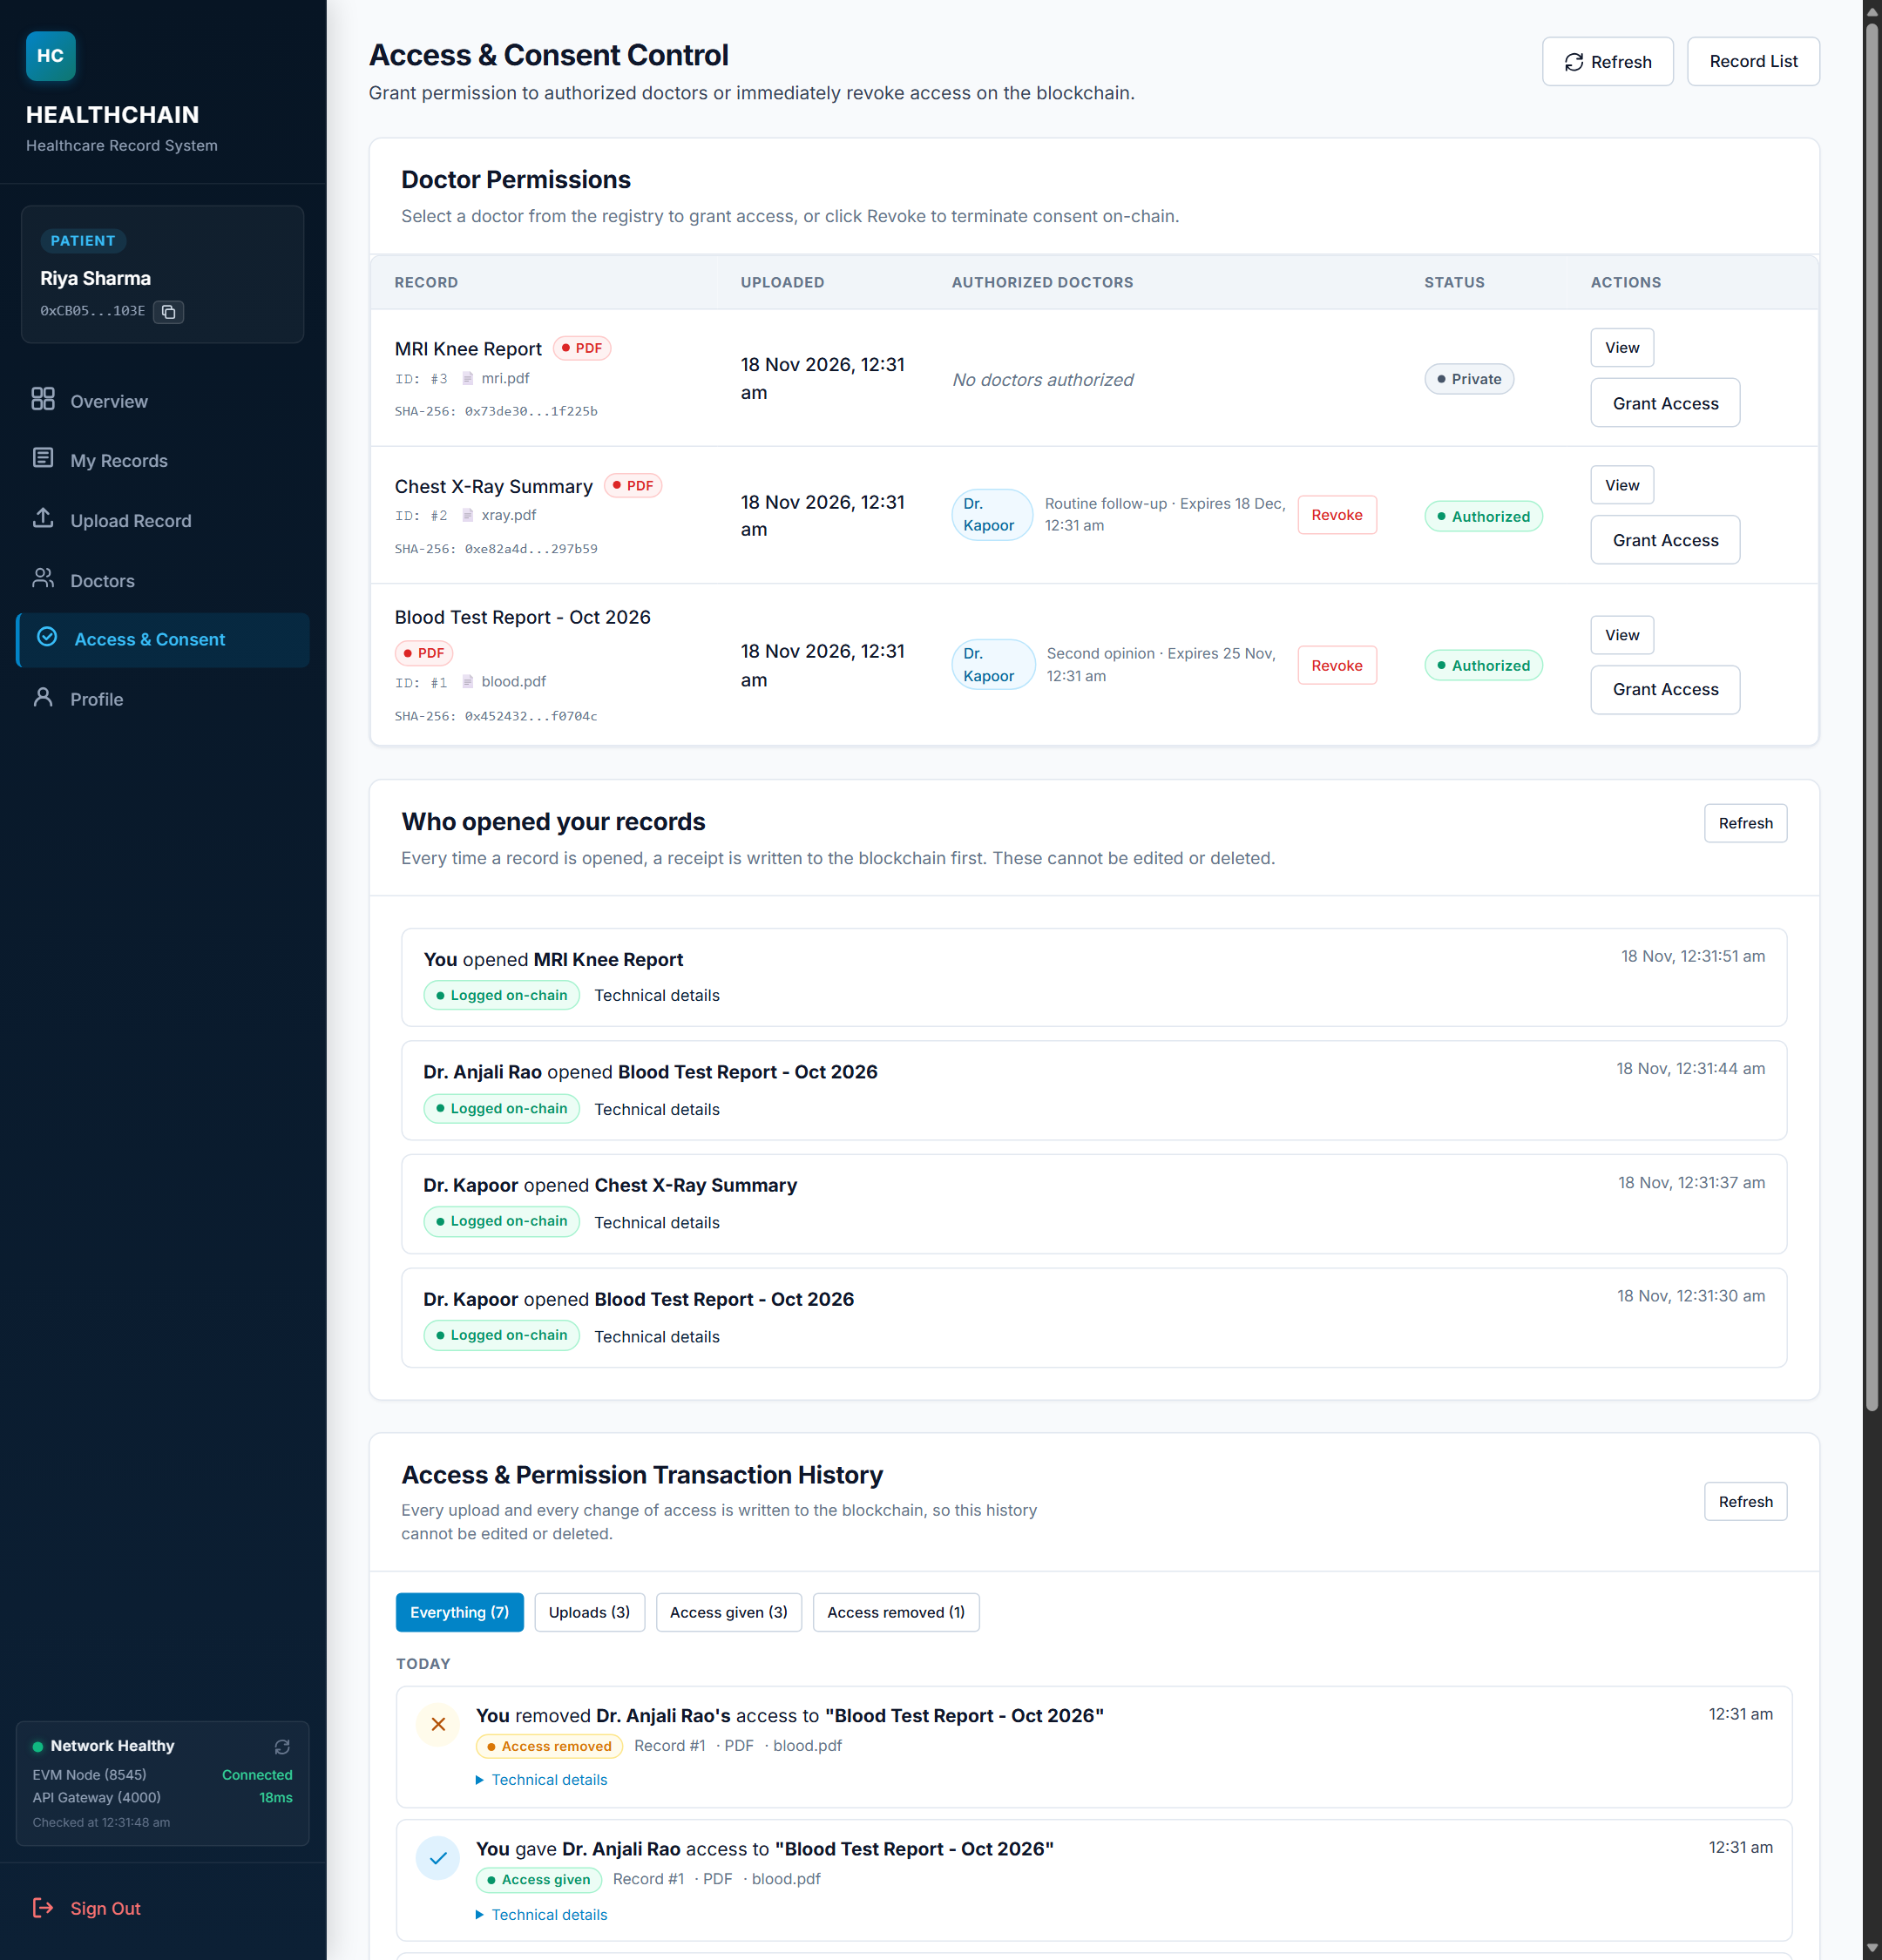 HC
HEALTHCHAIN
Healthcare Record System
PATIENT
Riya Sharma
0xCB05...103E
Overview
My Records
Upload Record
Doctors
Access & Consent
Profile
Network Healthy
EVM Node (8545) Connected
API Gateway (4000) 18ms
Checked at 12:31:48 am
Sign Out
Access & Consent Control
Grant permission to authorized doctors or immediately revoke access on the blockchain.
Refresh
Record List
Doctor Permissions
Select a doctor from the registry to grant access, or click Revoke to terminate consent on-chain.
RECORD UPLOADED AUTHORIZED DOCTORS STATUS ACTIONS
MRI Knee Report PDF
ID: #3 mri.pdf
SHA-256: 0x73de30...1f225b
18 Nov 2026, 12:31
am
No doctors authorized
Private
View
Grant Access
Chest X-Ray Summary PDF
ID: #2 xray.pdf
SHA-256: 0xe82a4d...297b59
18 Nov 2026, 12:31
am
Dr.
Kapoor
Routine follow-up · Expires 18 Dec,
12:31 am
Revoke
Authorized
View
Grant Access
Blood Test Report - Oct 2026
PDF
ID: #1 blood.pdf
SHA-256: 0x452432...f0704c
18 Nov 2026, 12:31
am
Dr.
Kapoor
Second opinion · Expires 25 Nov,
12:31 am
Revoke
Authorized
View
Grant Access
Who opened your records
Every time a record is opened, a receipt is written to the blockchain first. These cannot be edited or deleted.
Refresh
You opened MRI Knee Report 18 Nov, 12:31:51 am
Logged on-chain Technical details
Dr. Anjali Rao opened Blood Test Report - Oct 2026 18 Nov, 12:31:44 am
Logged on-chain Technical details
Dr. Kapoor opened Chest X-Ray Summary 18 Nov, 12:31:37 am
Logged on-chain Technical details
Dr. Kapoor opened Blood Test Report - Oct 2026 18 Nov, 12:31:30 am
Logged on-chain Technical details
Access & Permission Transaction History
Every upload and every change of access is written to the blockchain, so this history
cannot be edited or deleted.
Refresh
Everything (7) Uploads (3) Access given (3) Access removed (1)
TODAY
You removed Dr. Anjali Rao's access to "Blood Test Report - Oct 2026" 12:31 am
Access removed Record #1 · PDF · blood.pdf
Technical details
You gave Dr. Anjali Rao access to "Blood Test Report - Oct 2026" 12:31 am
Access given Record #1 · PDF · blood.pdf
Technical details